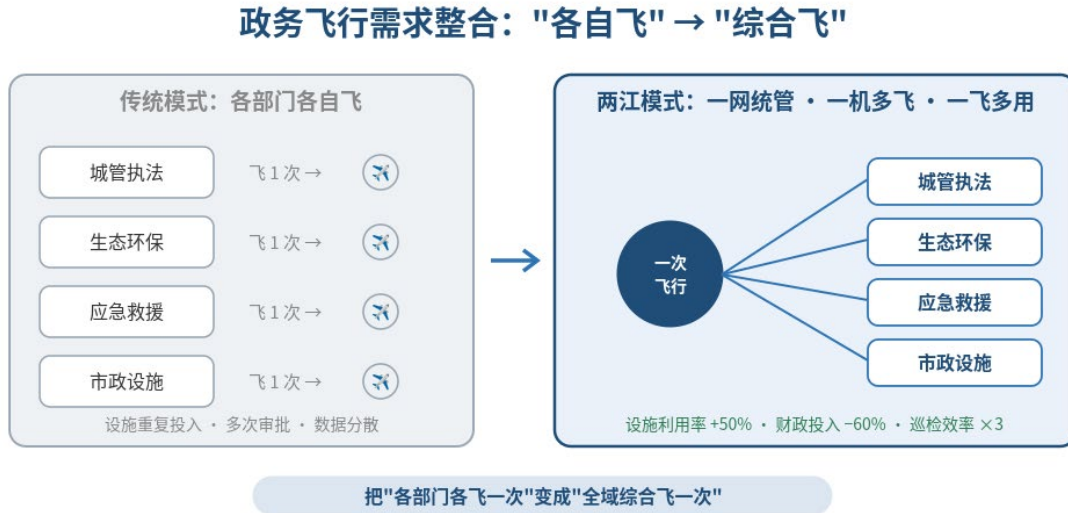 政务飞行需求整合："各自飞" → "综合飞"
传统模式：各部门各自飞
城管执法 飞 1 次 →
生态环保 飞 1 次 →
应急救援 飞 1 次 →
市政设施 飞 1 次 →
设施重复投入 · 多次审批 · 数据分散
两江模式：一网统管 · 一机多飞 · 一飞多用
一次
飞行
城管执法
生态环保
应急救援
市政设施
设施利用率 +50% · 财政投入 −60% · 巡检效率 ×3
把"各部门各飞一次"变成"全域综合飞一次"